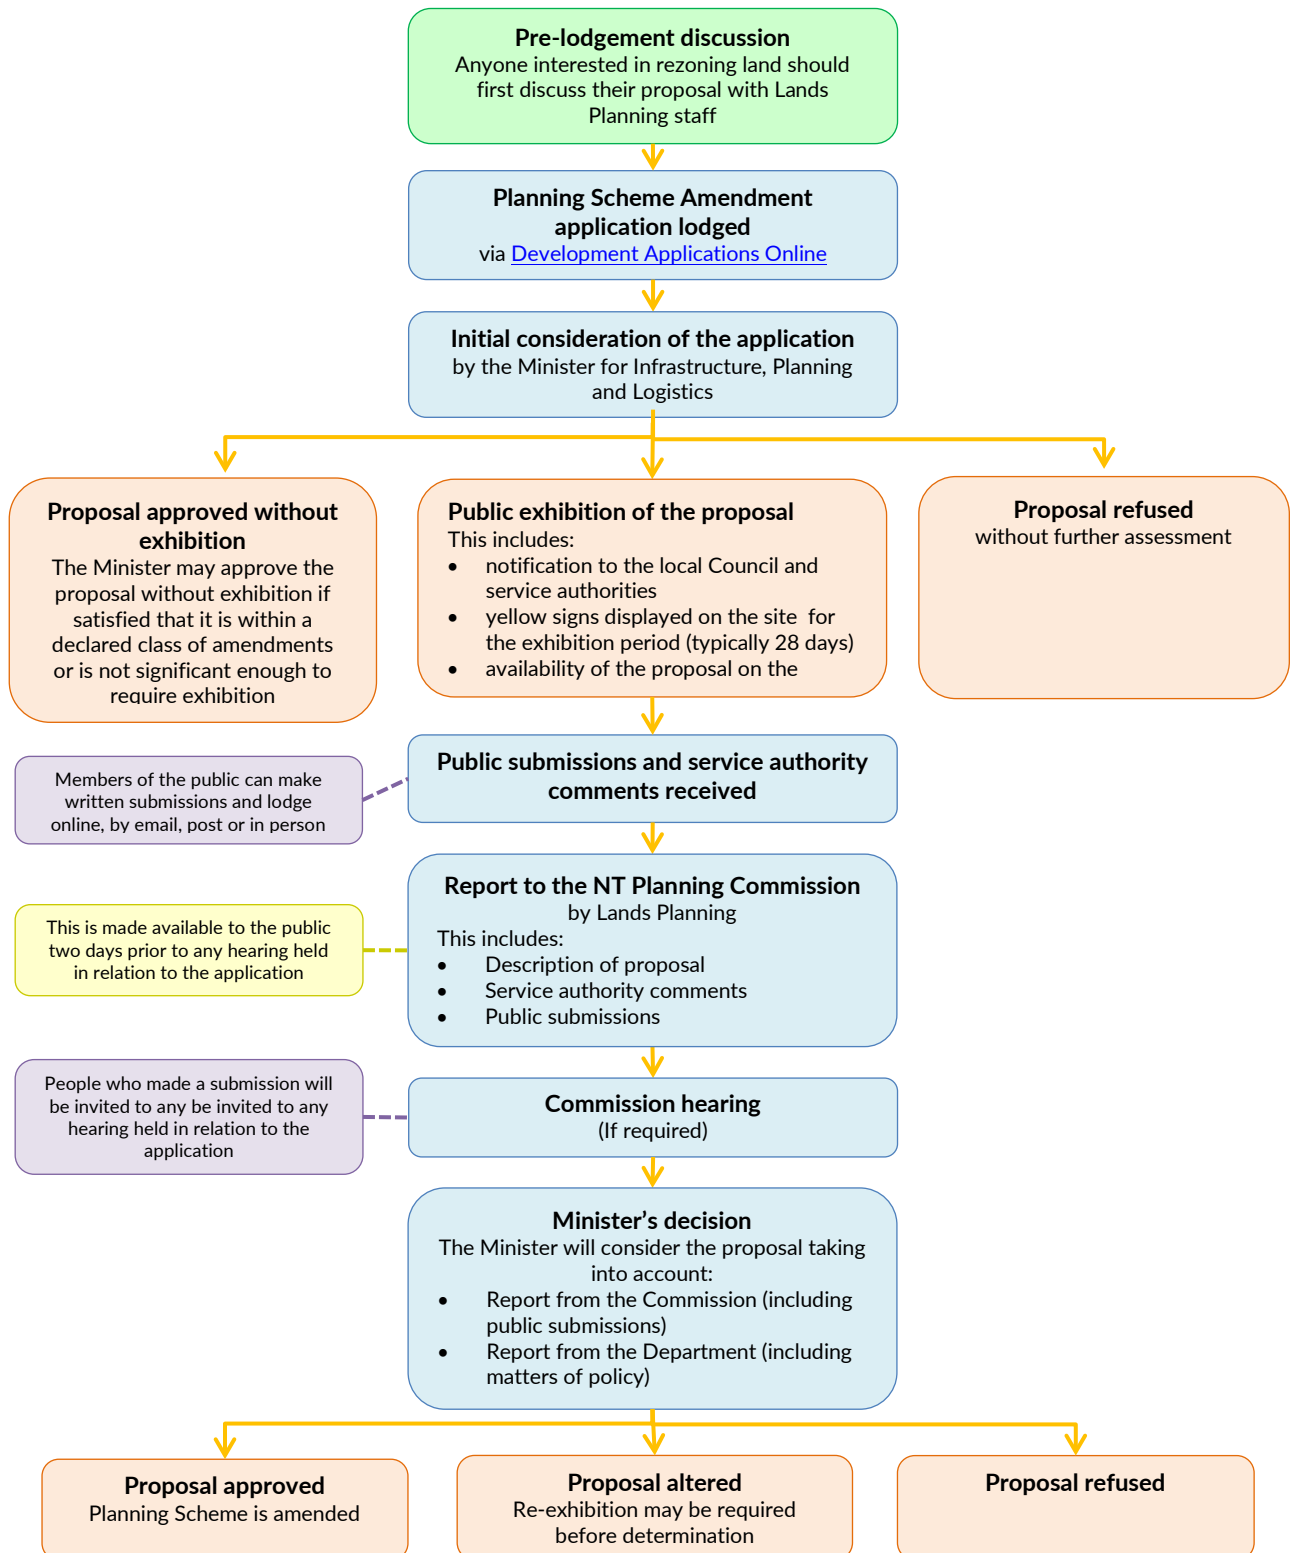 Pre-lodgement discussion
Anyone interested in rezoning land should
first discuss their proposal with Lands
Planning staff
Planning Scheme Amendment
application lodged
via Development Applications Online
Initial consideration of the application
by the Minister for Infrastructure, Planning
and Logistics
Proposal approved without
exhibition
The Minister may approve the
proposal without exhibition if
satisfied that it is within a
declared class of amendments
or is not significant enough to
require exhibition
Public exhibition of the proposal
This includes:
• notification to the local Council and
service authorities
• yellow signs displayed on the site for
the exhibition period (typically 28 days)
• availability of the proposal on the
Proposal refused
without further assessment
Public submissions and service authority
comments received
Members of the public can make
written submissions and lodge
online, by email, post or in person
Report to the NT Planning Commission
by Lands Planning
This includes:
• Description of proposal
• Service authority comments
• Public submissions
This is made available to the public
two days prior to any hearing held
in relation to the application
Commission hearing
(If required)
People who made a submission will
be invited to any be invited to any
hearing held in relation to the
application
Minister’s decision
The Minister will consider the proposal taking
into account:
• Report from the Commission (including
public submissions)
• Report from the Department (including
matters of policy)
Proposal approved
Planning Scheme is amended
Proposal altered
Re-exhibition may be required
before determination
Proposal refused